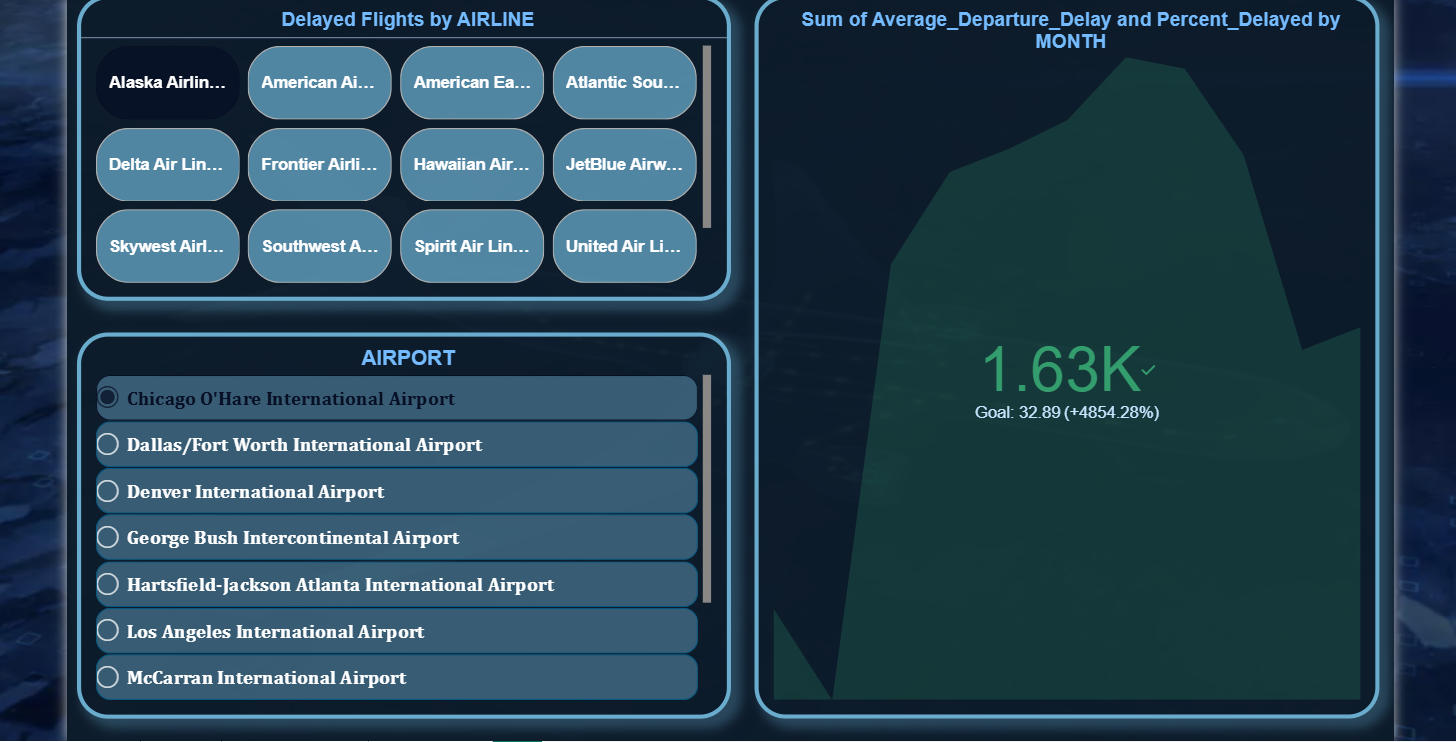 Delayed Flights by AIRLINE
Alaska Airlin...
American Ai...
American Ea...
Atlantic Sou...
Delta Air Lin...
Frontier Airli...
Hawaiian Air...
JetBlue Airw...
Skywest Airl...
Southwest A...
Spirit Air Lin...
United Air Li...
AIRPORT
Chicago O'Hare International Airport
Dallas/Fort Worth International Airport
Denver International Airport
George Bush Intercontinental Airport
Hartsfield-Jackson Atlanta International Airport
Los Angeles International Airport
McCarran International Airport
Sum of Average_Departure_Delay and Percent_Delayed by
MONTH
1.63K
Goal: 32.89 (+4854.28%)